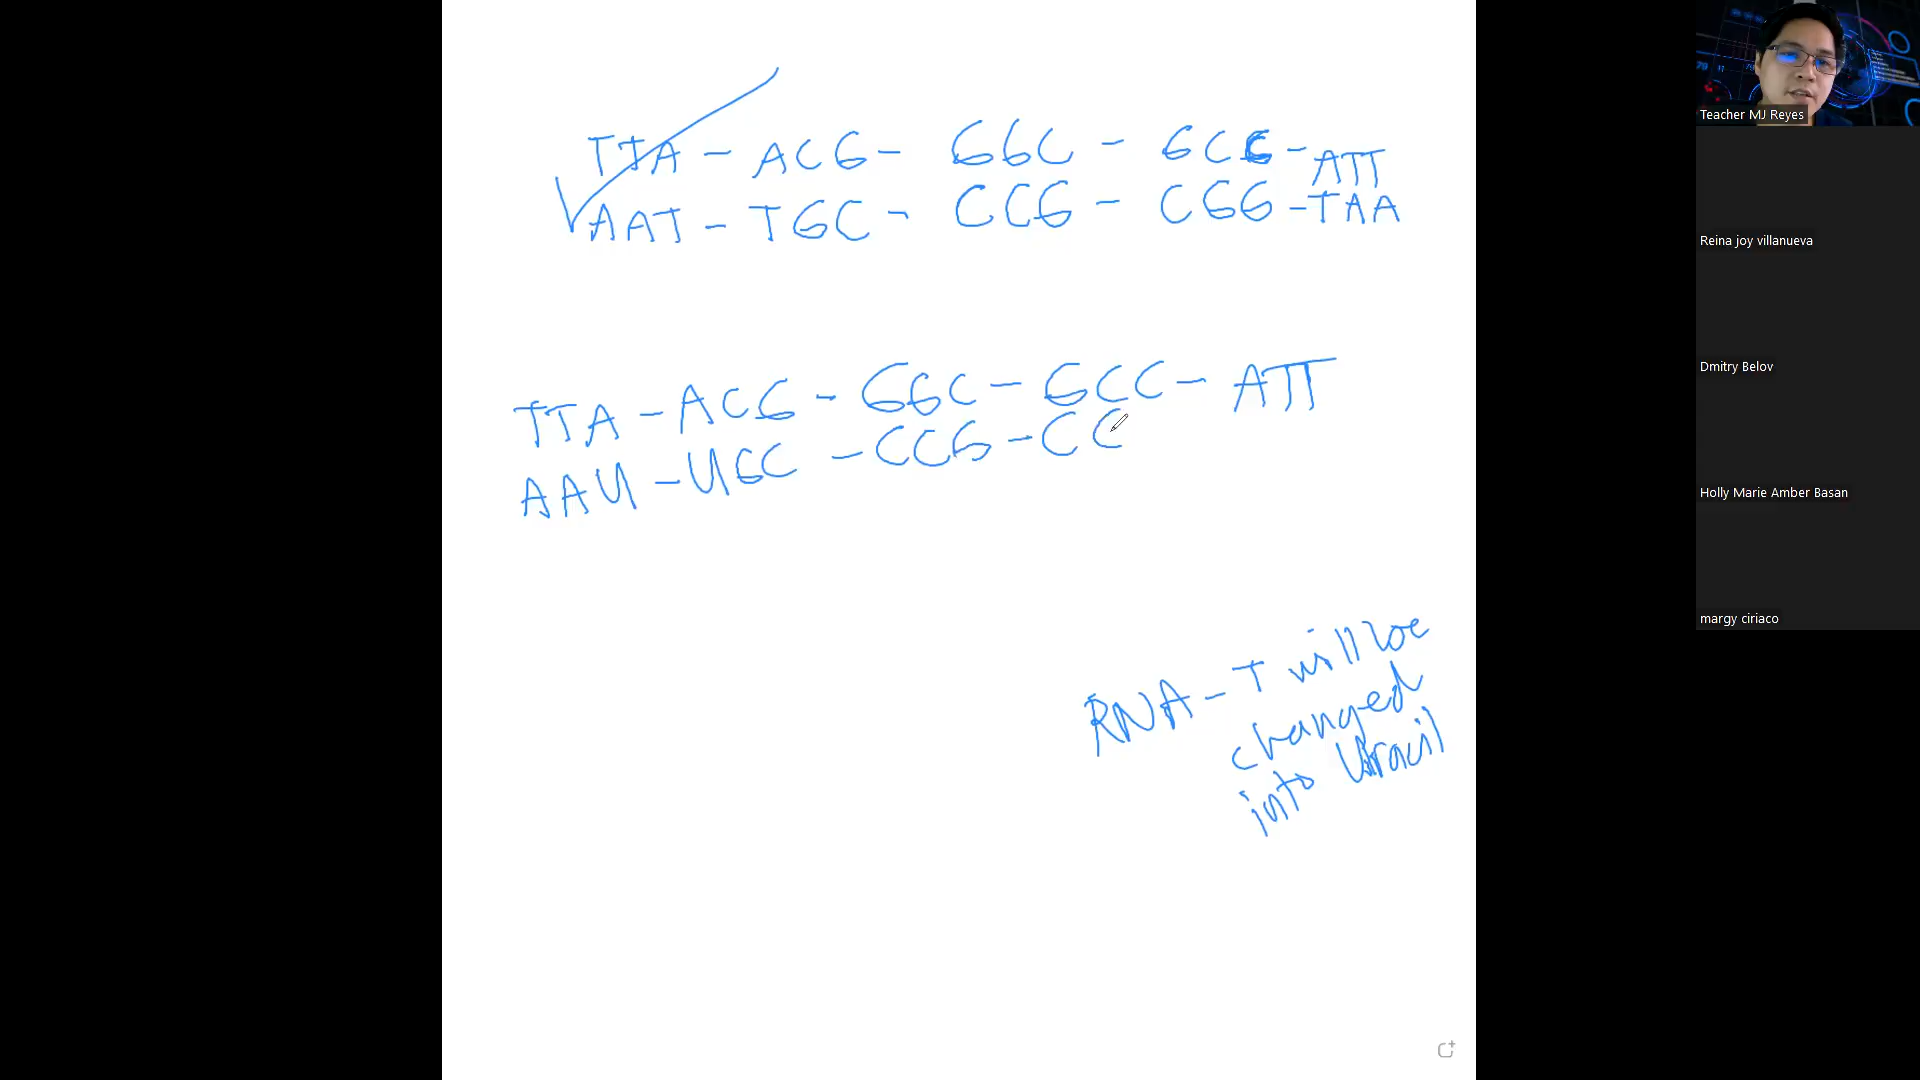 TTA - ACG - GGC - GCC - ATT
AAT - TGC - CCG - CGG - TAA
TTA - ACG - GGC - GCC - ATT
AAU - UGC - CCG - CC
RNA - T will be
changed
into Uracil
Teacher MJ Reyes
Reina joy villanueva
Dmitry Belov
Holly Marie Amber Basan
margy ciriaco